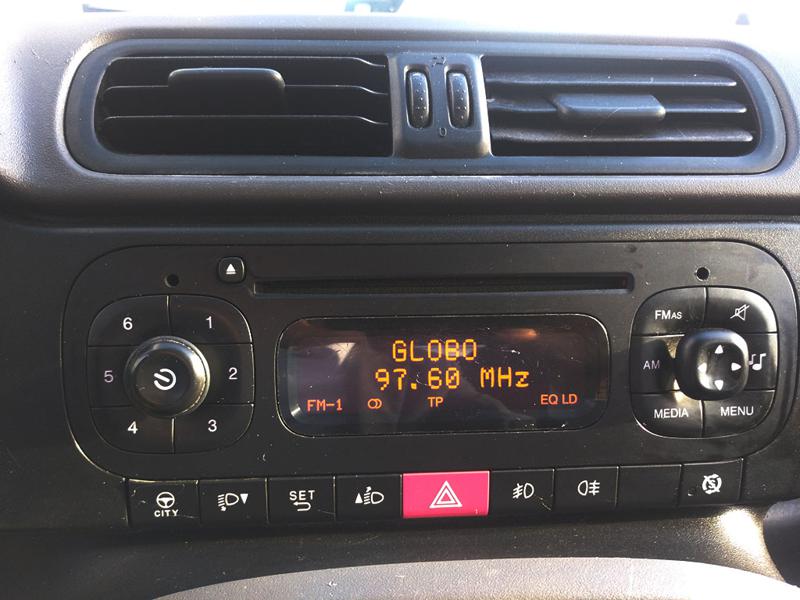 GLOBO
97.60 MHz
FM-1 TP EQ LD
6 1
5 2
4 3
FMAS
AM
MEDIA MENU
CITY
SET
0